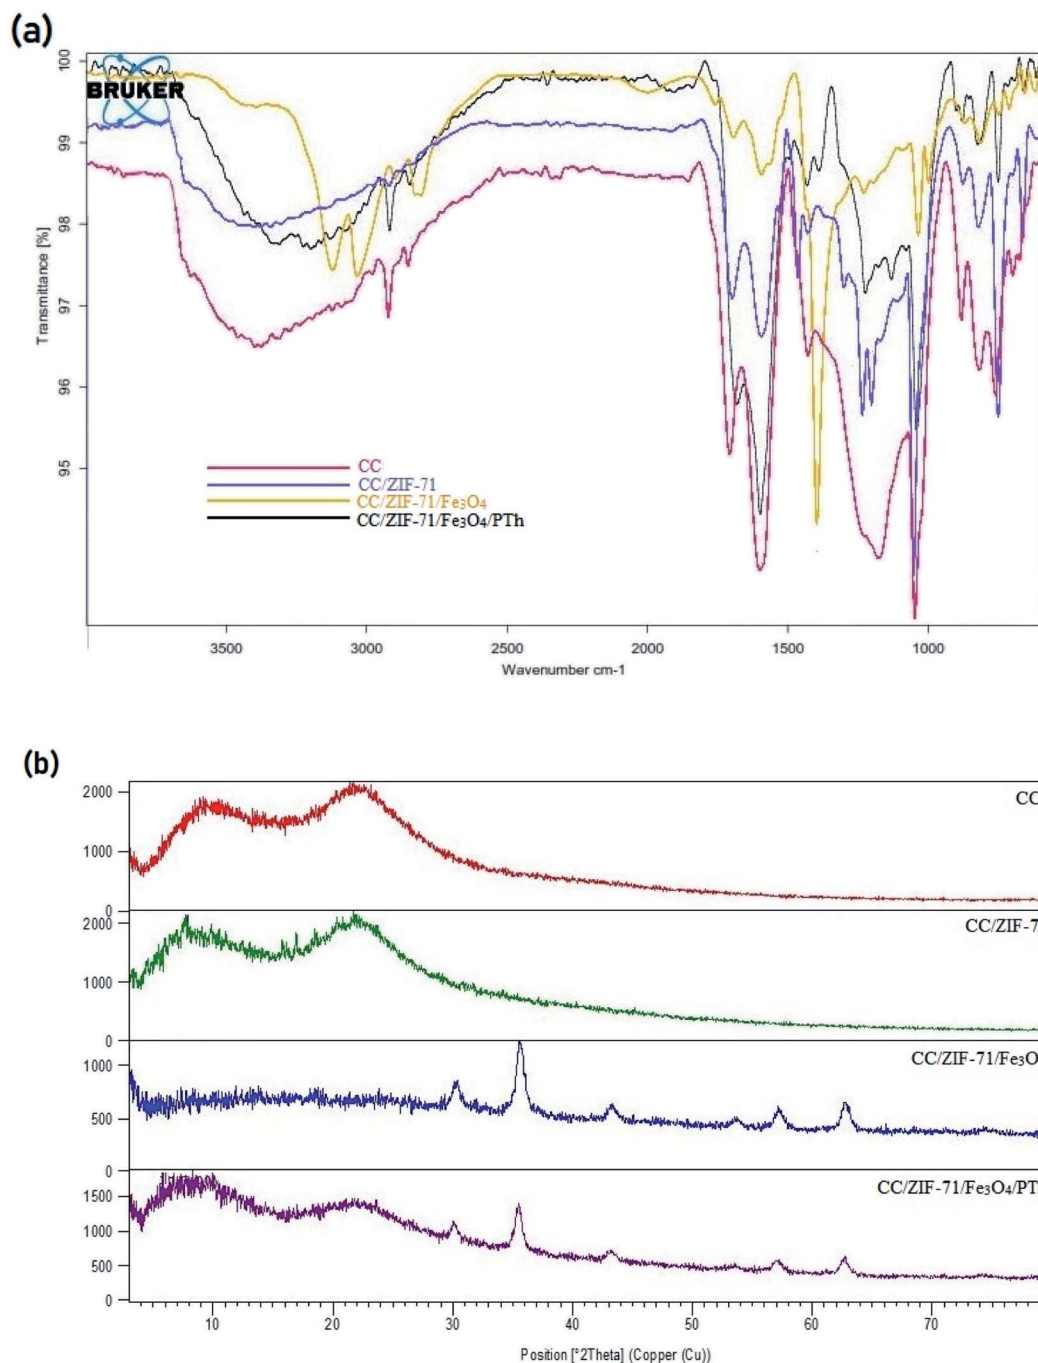 (a)
BRUKER
Transmittance [%]
100
99
98
97
96
95
CC
CC/ZIF-71
CC/ZIF-71/Fe₃O₄
CC/ZIF-71/Fe₃O₄/PTh
3500 3000 2500 2000 1500 1000
Wavenumber cm-1
(b)
2000
1000
0
CC
2000
1000
0
CC/ZIF-7
1000
500
0
CC/ZIF-71/Fe₃O
1500
1000
500
0
CC/ZIF-71/Fe₃O₄/PT
10 20 30 40 50 60 70
Position [°2Theta] (Copper (Cu))